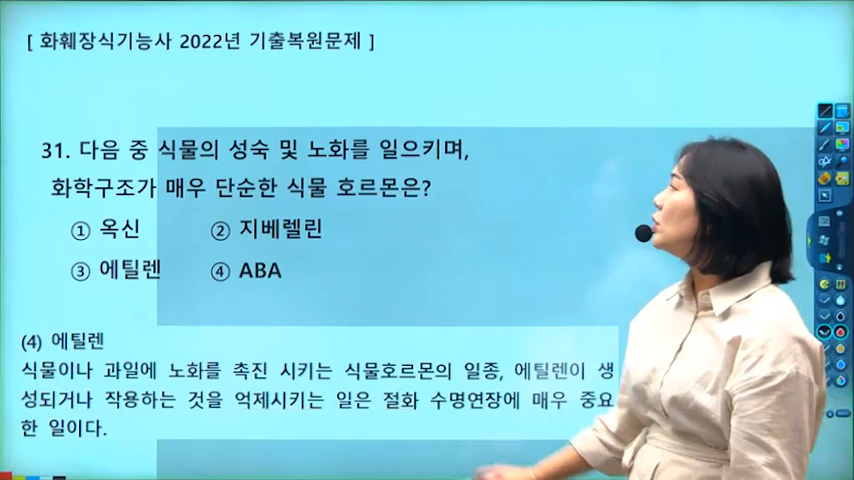 [ 화훼장식기능사 2022년 기출복원문제 ]
31. 다음 중 식물의 성숙 및 노화를 일으키며,
화학구조가 매우 단순한 식물 호르몬은?
① 옥신 ② 지베렐린
③ 에틸렌 ④ ABA
(4) 에틸렌
식물이나 과일에 노화를 촉진 시키는 식물호르몬의 일종, 에틸렌이 생
성되거나 작용하는 것을 억제시키는 일은 절화 수명연장에 매우 중요
한 일이다.